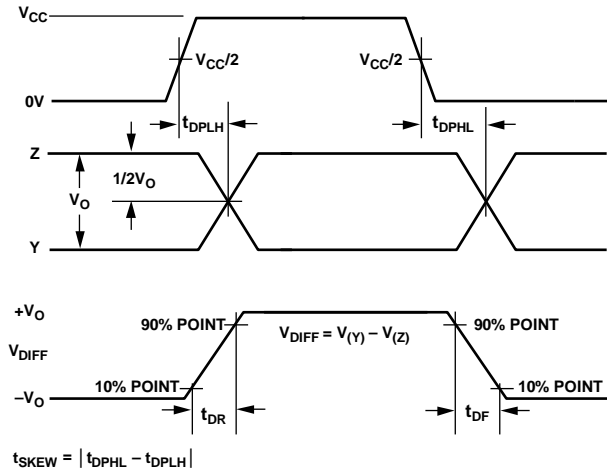 VCC
VCC/2 VCC/2
0V
tDPLH tDPHL
Z
1/2VO
VO
Y
+VO
90% POINT VDIFF = V(Y) – V(Z) 90% POINT
VDIFF
10% POINT 10% POINT
–VO
tDR tDF
tSKEW = |tDPHL – tDPLH|